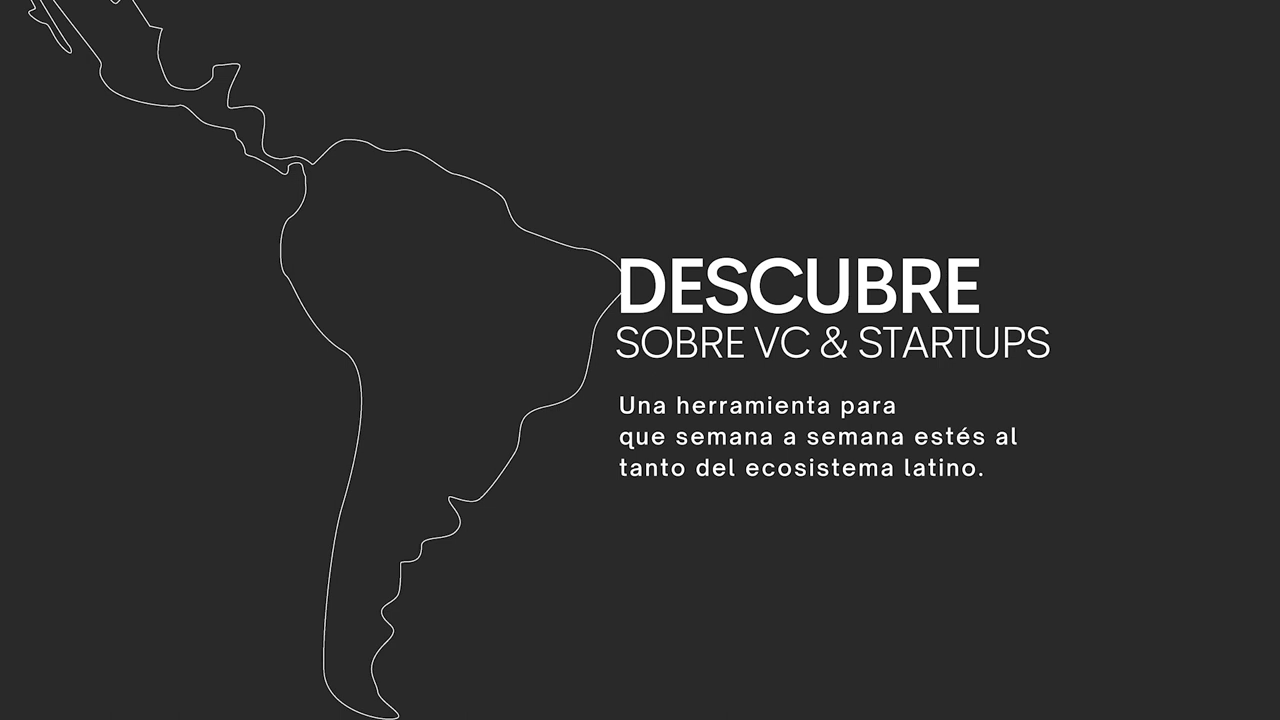 DESCUBRE
SOBRE VC & STARTUPS
Una herramienta para
que semana a semana estés al
tanto del ecosistema latino.